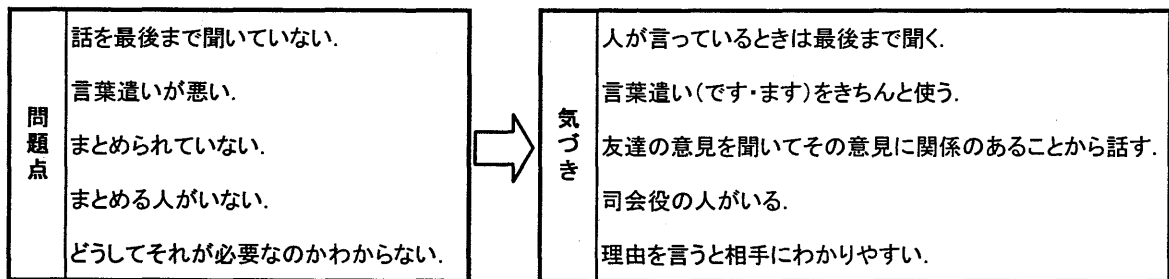 問題点
話を最後まで聞いていない.
言葉遣いが悪い.
まとめられていない.
まとめる人がいない.
どうしてそれが必要なのかわからない.
気づき
人が言っているときは最後まで聞く.
言葉遣い(です・ます)をきちんと使う.
友達の意見を聞いてその意見に関係のあることから話す.
司会役の人がいる.
理由を言うと相手にわかりやすい.